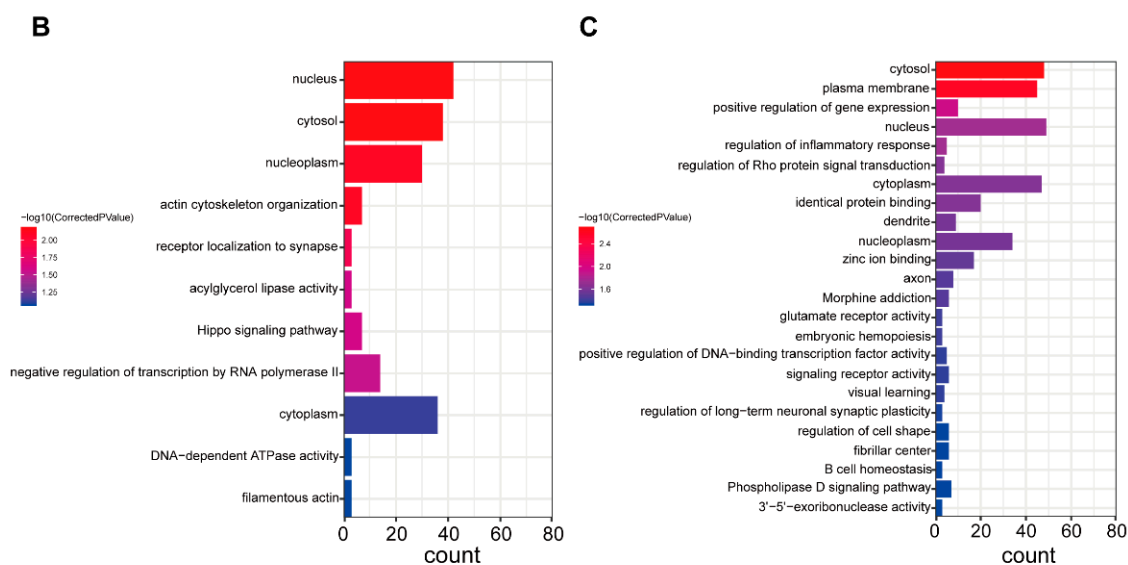 B
nucleus
cytosol
nucleoplasm
actin cytoskeleton organization
receptor localization to synapse
acylglycerol lipase activity
Hippo signaling pathway
negative regulation of transcription by RNA polymerase II
cytoplasm
DNA−dependent ATPase activity
filamentous actin
−log10(CorrectedPValue)
2.00
1.75
1.50
1.25
0 20 40 60 80
count
C
cytosol
plasma membrane
positive regulation of gene expression
nucleus
regulation of inflammatory response
regulation of Rho protein signal transduction
cytoplasm
identical protein binding
dendrite
nucleoplasm
zinc ion binding
axon
Morphine addiction
glutamate receptor activity
embryonic hemopoiesis
positive regulation of DNA−binding transcription factor activity
signaling receptor activity
visual learning
regulation of long−term neuronal synaptic plasticity
regulation of cell shape
fibrillar center
B cell homeostasis
Phospholipase D signaling pathway
3'−5'−exoribonuclease activity
−log10(CorrectedPValue)
2.4
2.0
1.6
0 20 40 60 80
count